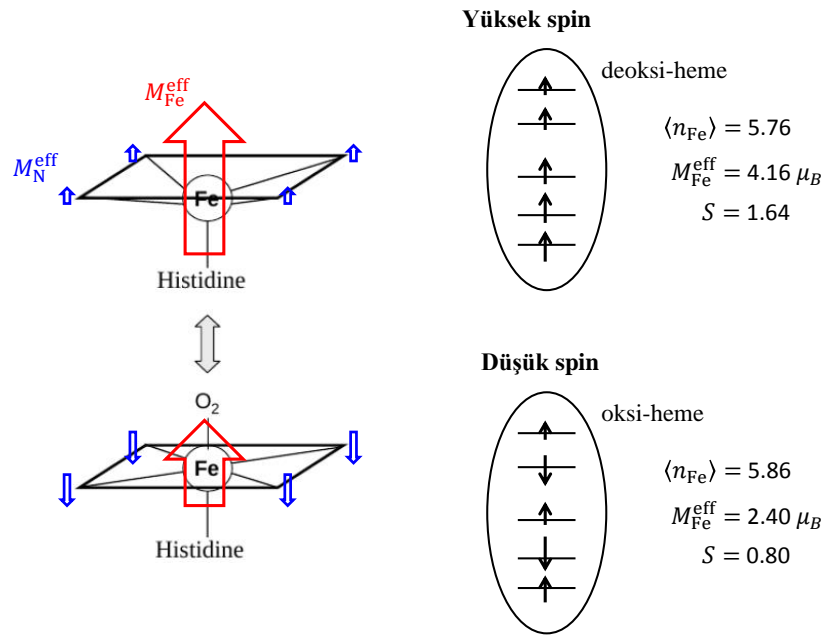 Yüksek spin
deoksi-heme
⟨n_Fe⟩ = 5.76
M_Fe^eff = 4.16 μ_B
S = 1.64
M_Fe^eff
M_N^eff
Fe
Histidine
Düşük spin
oksi-heme
⟨n_Fe⟩ = 5.86
M_Fe^eff = 2.40 μ_B
S = 0.80
O₂
Fe
Histidine